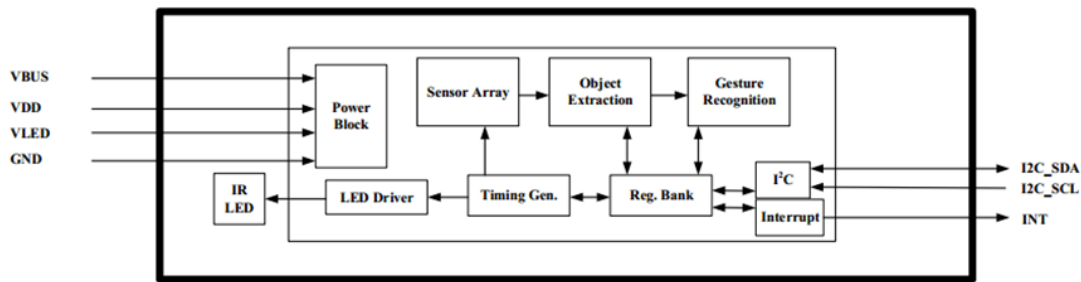 VBUS
VDD
VLED
GND
Power
Block
Sensor Array
Object
Extraction
Gesture
Recognition
IR
LED
LED Driver
Timing Gen.
Reg. Bank
I²C
Interrupt
I2C_SDA
I2C_SCL
INT